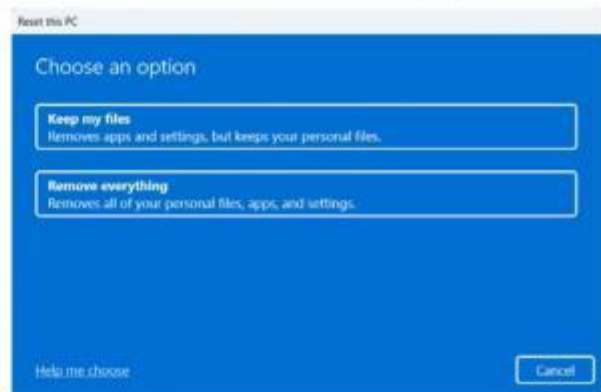 Reset this PC
Choose an option
Keep my files
Removes apps and settings, but keeps your personal files.
Remove everything
Removes all of your personal files, apps, and settings.
Help me choose
Cancel